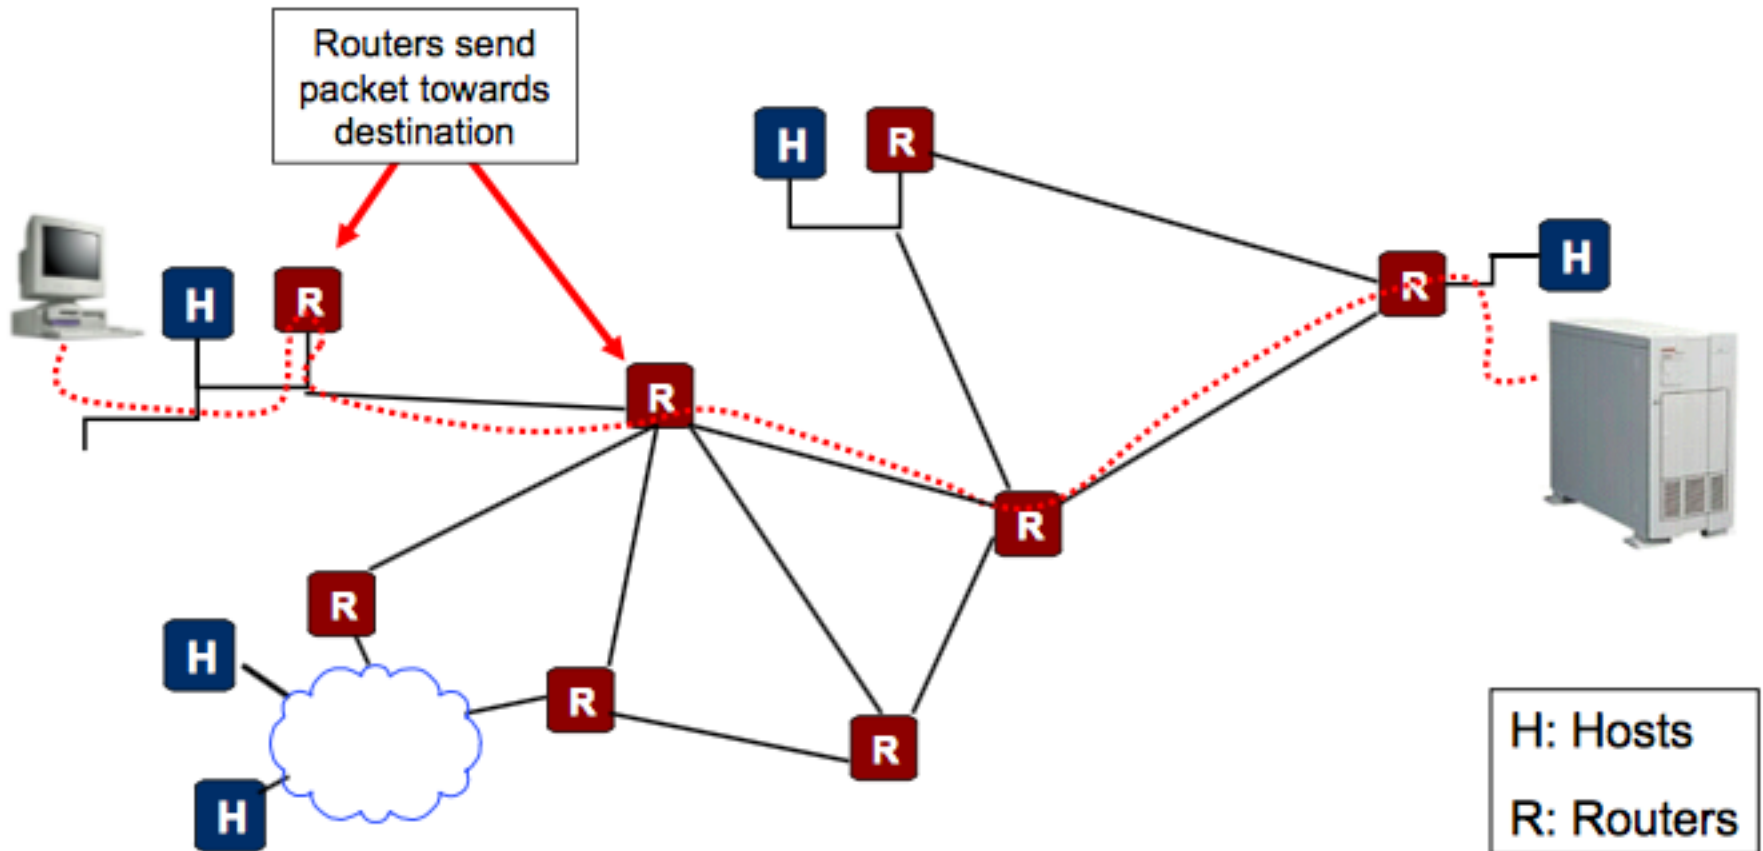 Routers send
packet towards
destination
H
R
H
R
H
R
R
R
R
H
R
R
H
H: Hosts
R: Routers